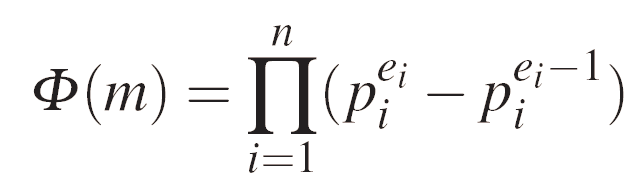 Φ(m) = ∏_{i=1}^{n} (p_i^{e_i} − p_i^{e_i−1})